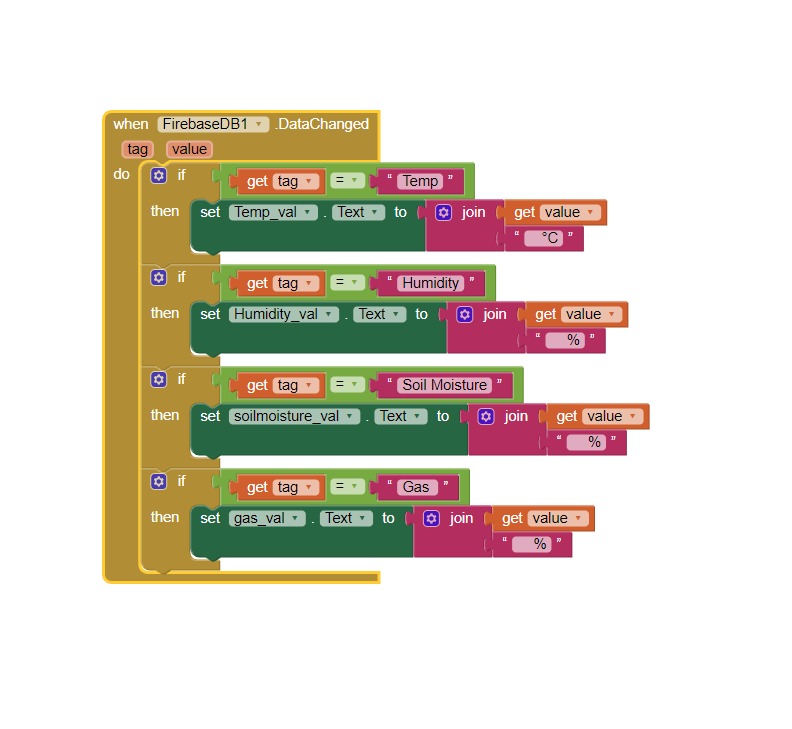 when FirebaseDB1 .DataChanged
tag value
do if get tag = " Temp "
then set Temp_val . Text to join get value
" °C "
if get tag = " Humidity "
then set Humidity_val . Text to join get value
" % "
if get tag = " Soil Moisture "
then set soilmoisture_val . Text to join get value
" % "
if get tag = " Gas "
then set gas_val . Text to join get value
" % "